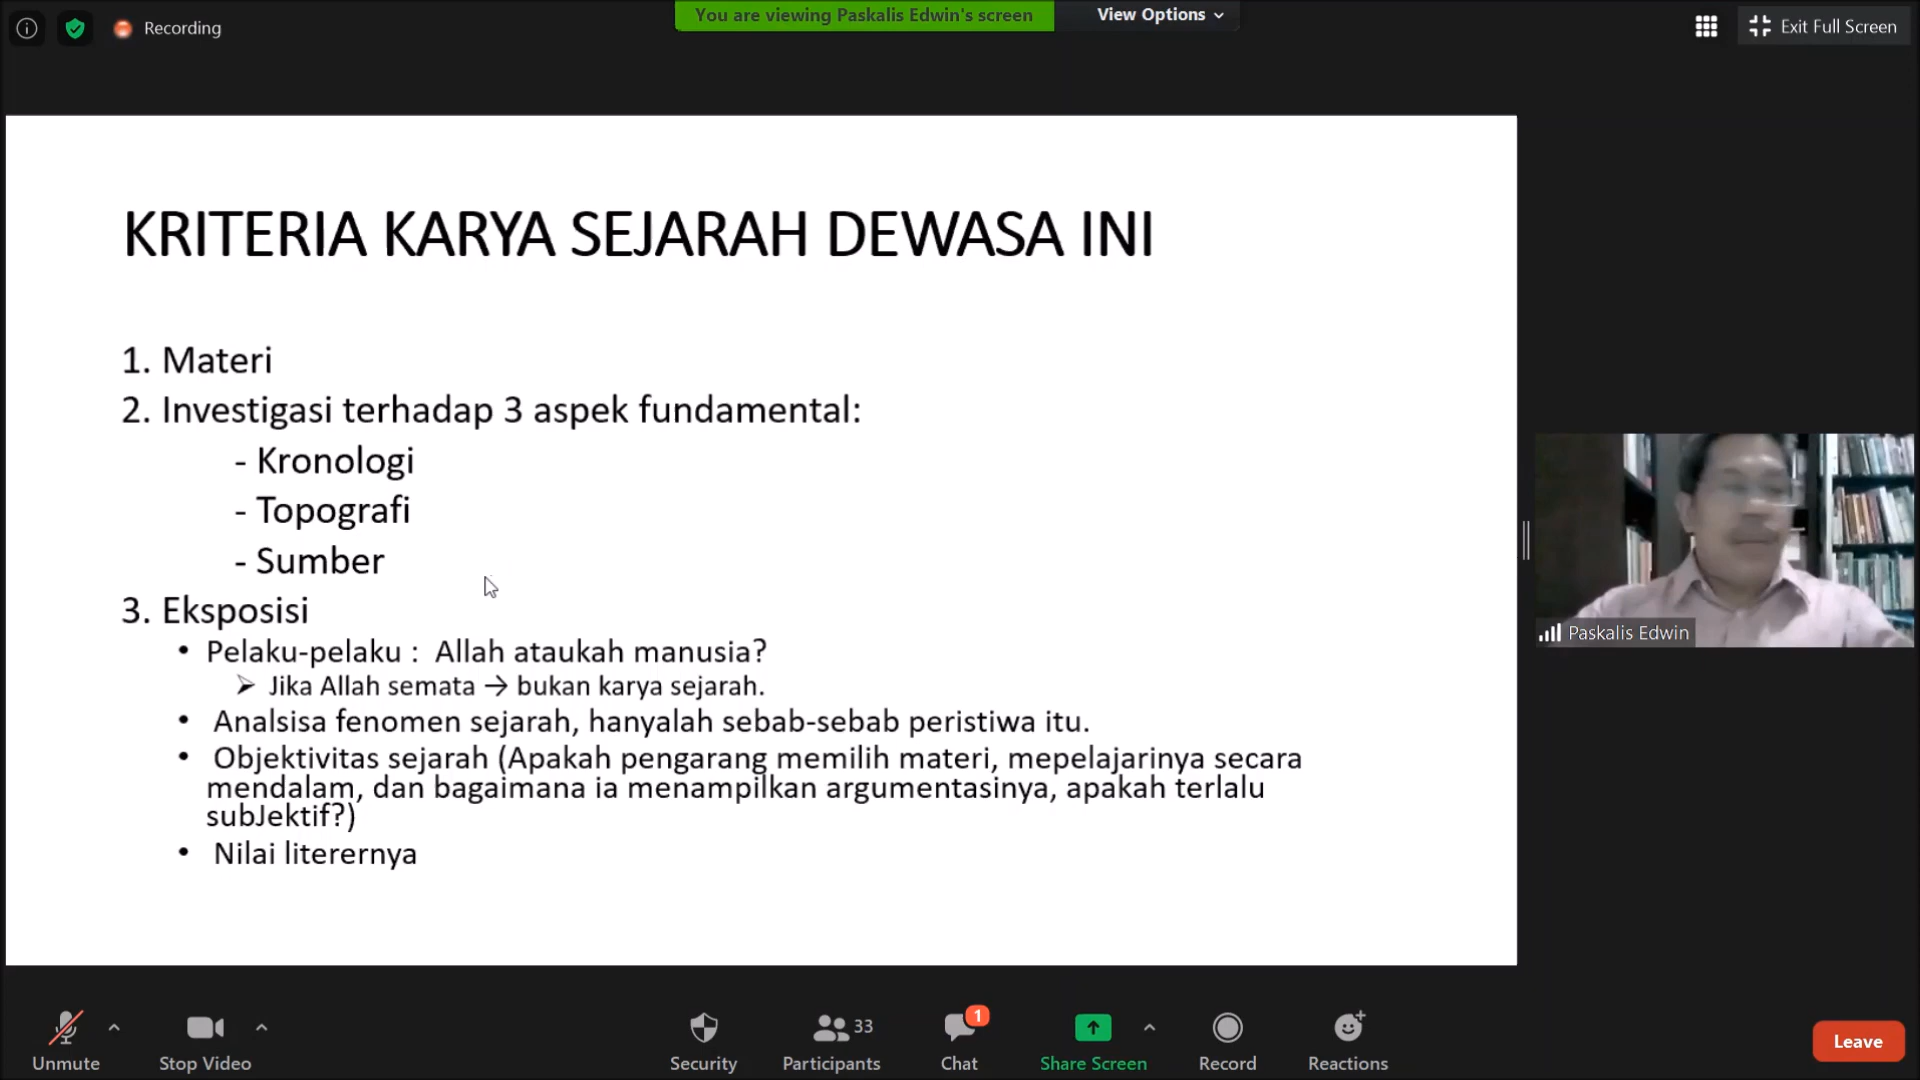 Recording
You are viewing Paskalis Edwin's screen
View Options
Exit Full Screen
KRITERIA KARYA SEJARAH DEWASA INI
1. Materi
2. Investigasi terhadap 3 aspek fundamental:
- Kronologi
- Topografi
- Sumber
3. Eksposisi
• Pelaku-pelaku : Allah ataukah manusia?
➢ Jika Allah semata → bukan karya sejarah.
• Analsisa fenomen sejarah, hanyalah sebab-sebab peristiwa itu.
• Objektivitas sejarah (Apakah pengarang memilih materi, mepelajarinya secara
mendalam, dan bagaimana ia menampilkan argumentasinya, apakah terlalu
subJektif?)
• Nilai literernya
Paskalis Edwin
Unmute
Stop Video
Security
33
Participants
1
Chat
Share Screen
Record
Reactions
Leave